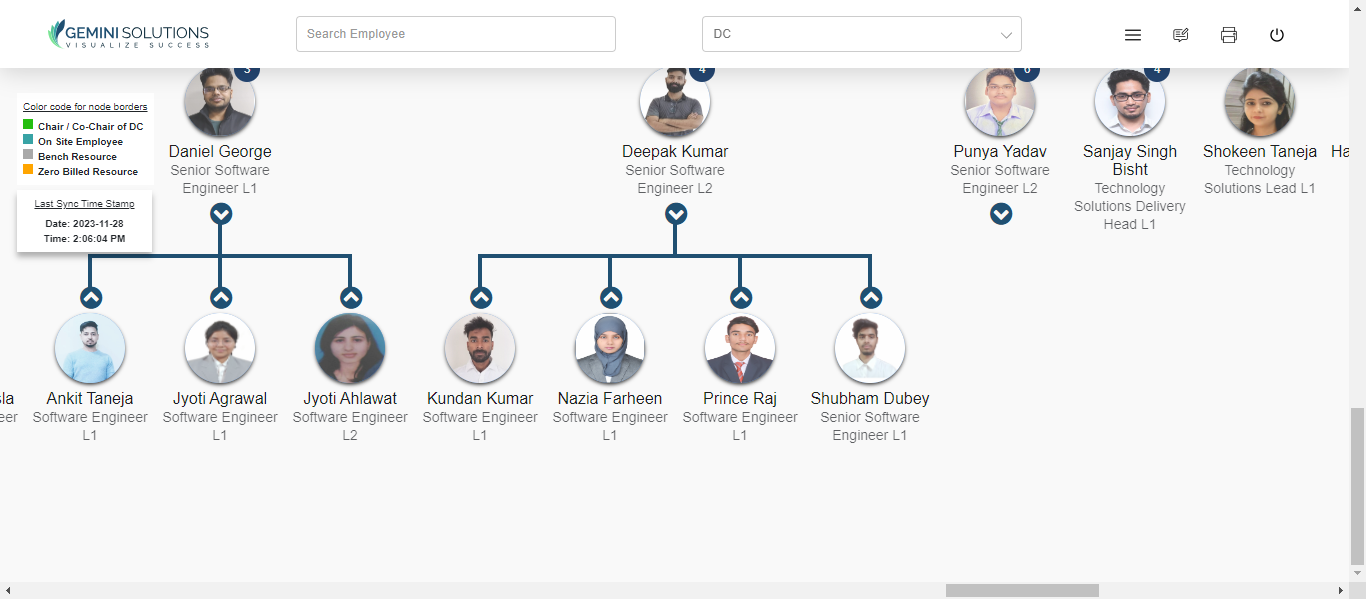 GEMINI SOLUTIONS
VISUALIZE SUCCESS
Search Employee
DC
3
4
6
4
Color code for node borders
Chair / Co-Chair of DC
On Site Employee
Bench Resource
Zero Billed Resource
Last Sync Time Stamp
Date: 2023-11-28
Time: 2:06:04 PM
Daniel George
Senior Software
Engineer L1
Deepak Kumar
Senior Software
Engineer L2
Punya Yadav
Senior Software
Engineer L2
Sanjay Singh
Bisht
Technology
Solutions Delivery
Head L1
Shokeen Taneja
Technology
Solutions Lead L1
Ha
sla
eer
Ankit Taneja
Software Engineer
L1
Jyoti Agrawal
Software Engineer
L1
Jyoti Ahlawat
Software Engineer
L2
Kundan Kumar
Software Engineer
L1
Nazia Farheen
Software Engineer
L1
Prince Raj
Software Engineer
L1
Shubham Dubey
Senior Software
Engineer L1